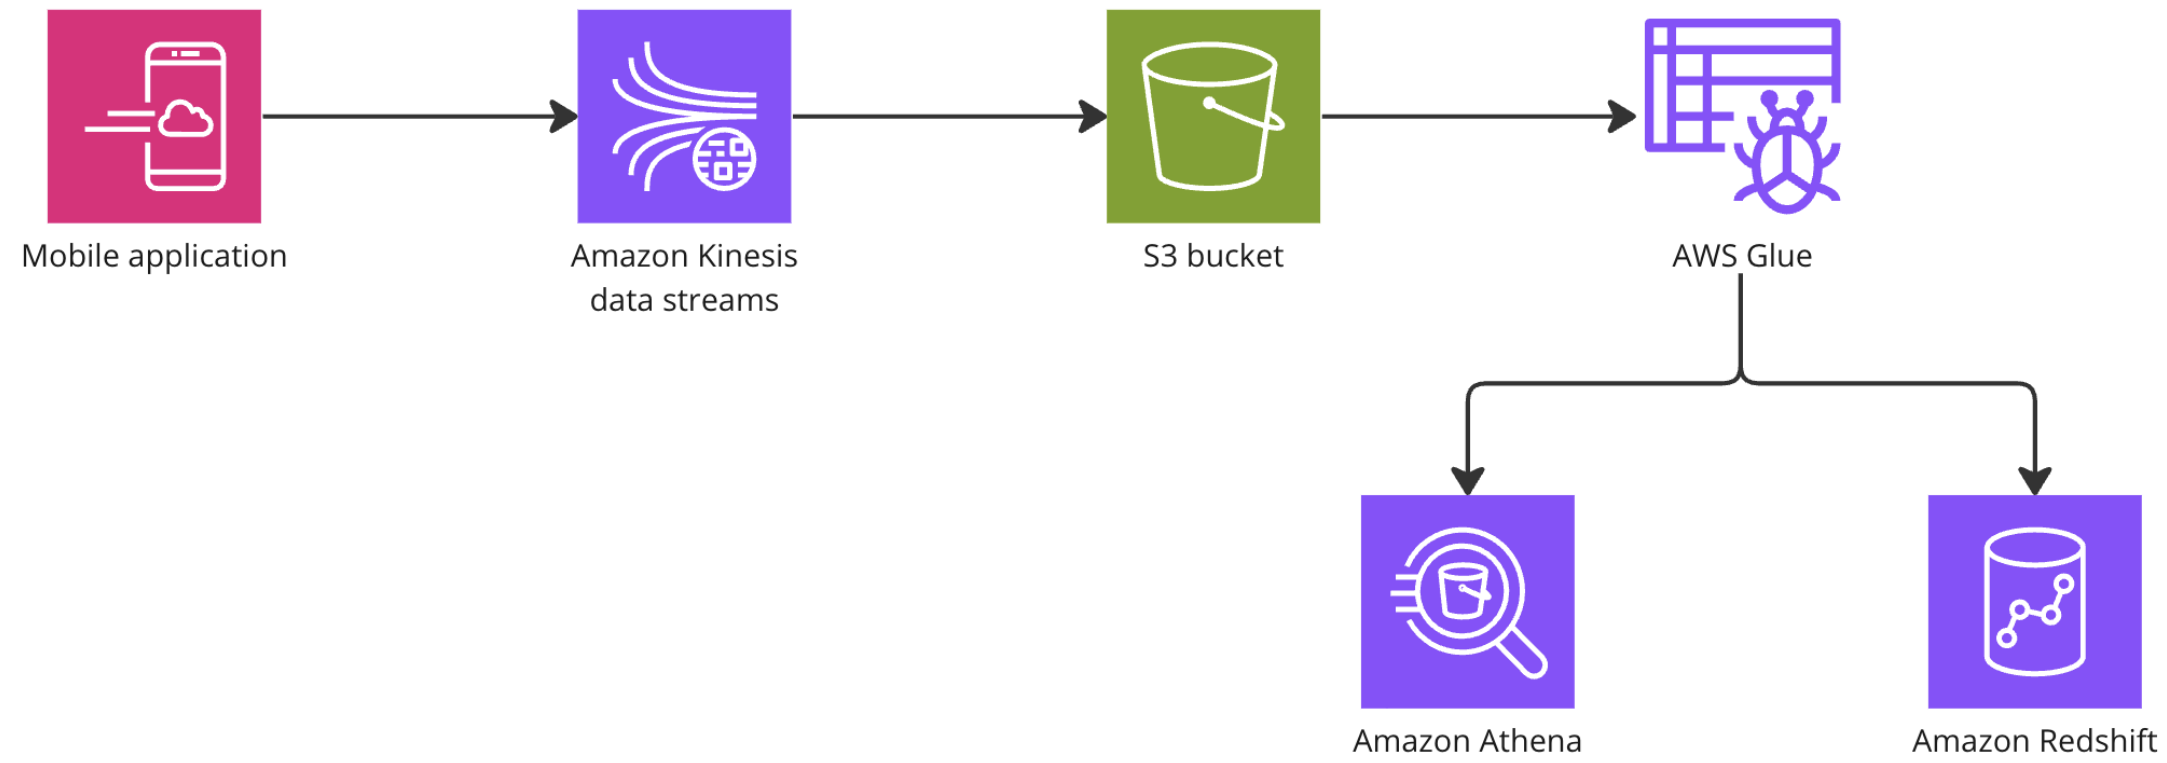 Mobile application
Amazon Kinesis
data streams
S3 bucket
AWS Glue
Amazon Athena
Amazon Redshift